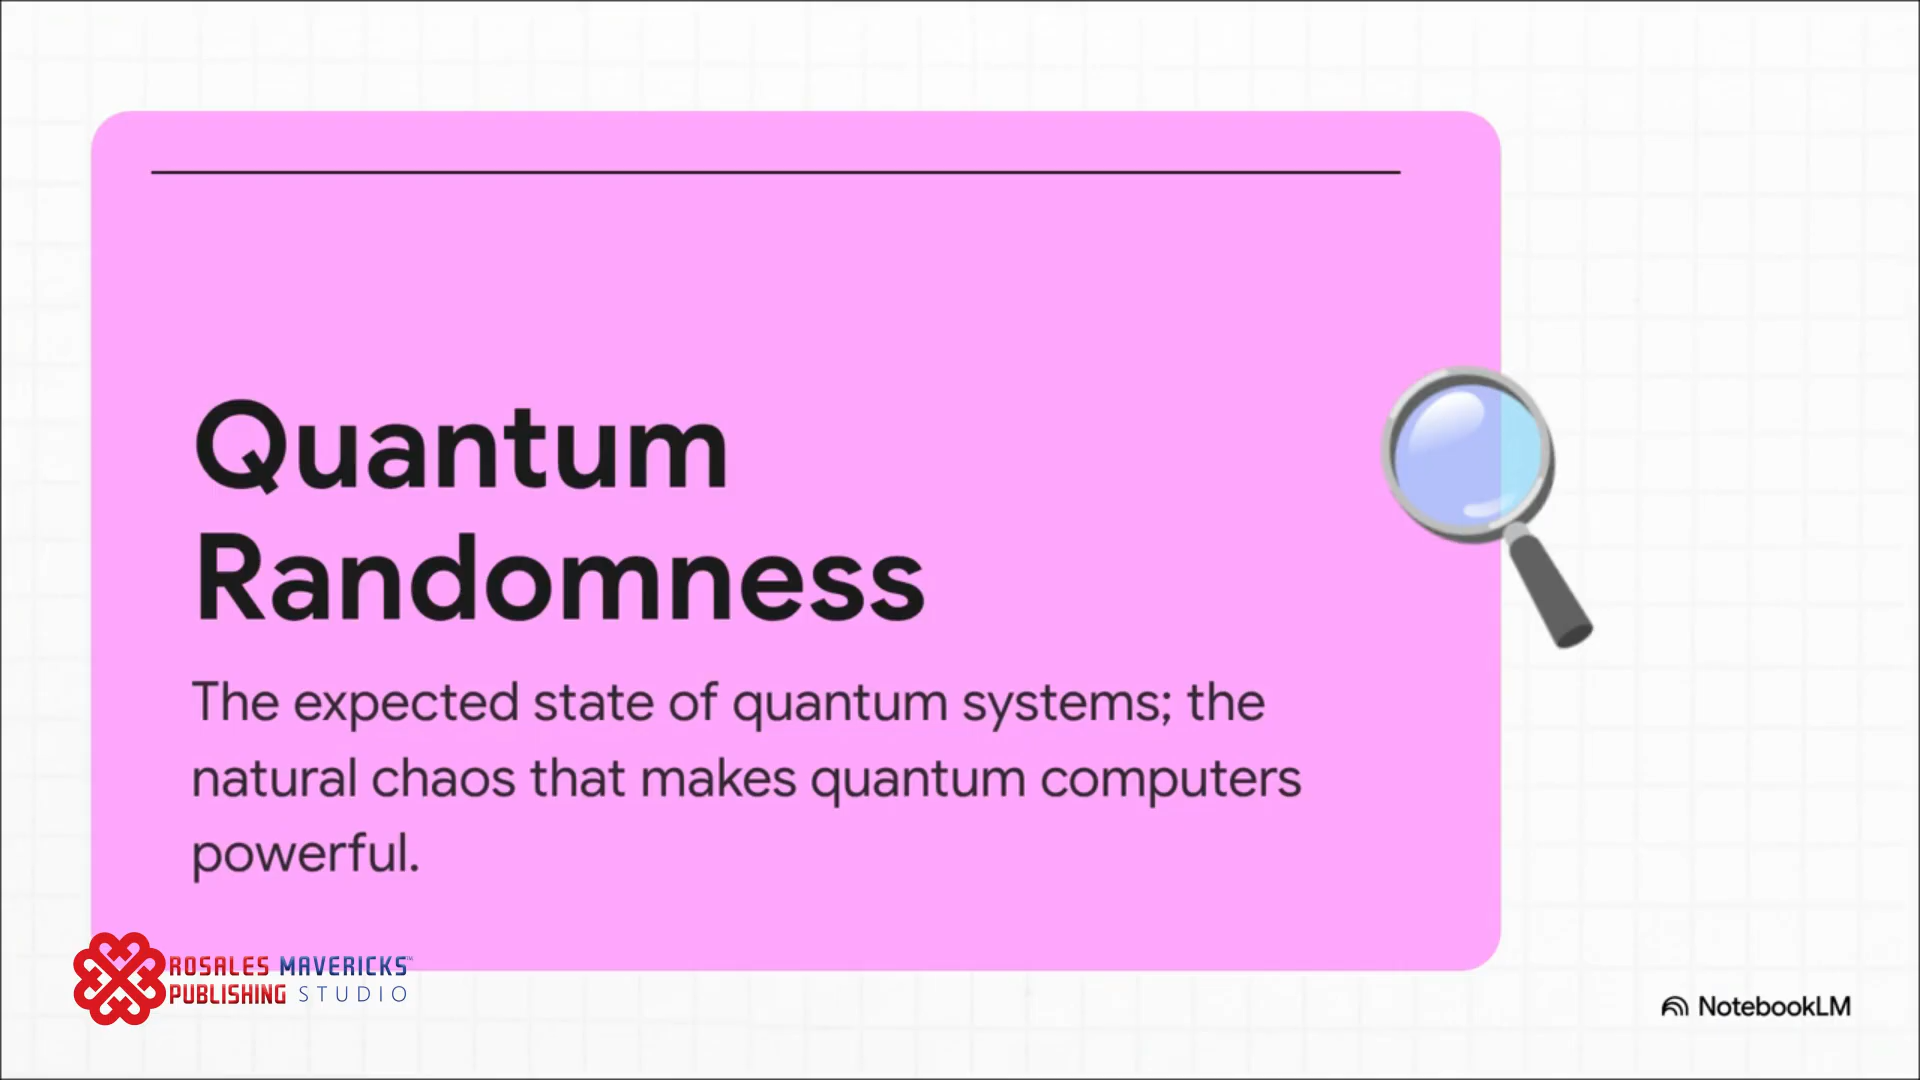 Quantum
Randomness
The expected state of quantum systems; the
natural chaos that makes quantum computers
powerful.
ROSALES MAVERICKS™
PUBLISHING STUDIO
NotebookLM